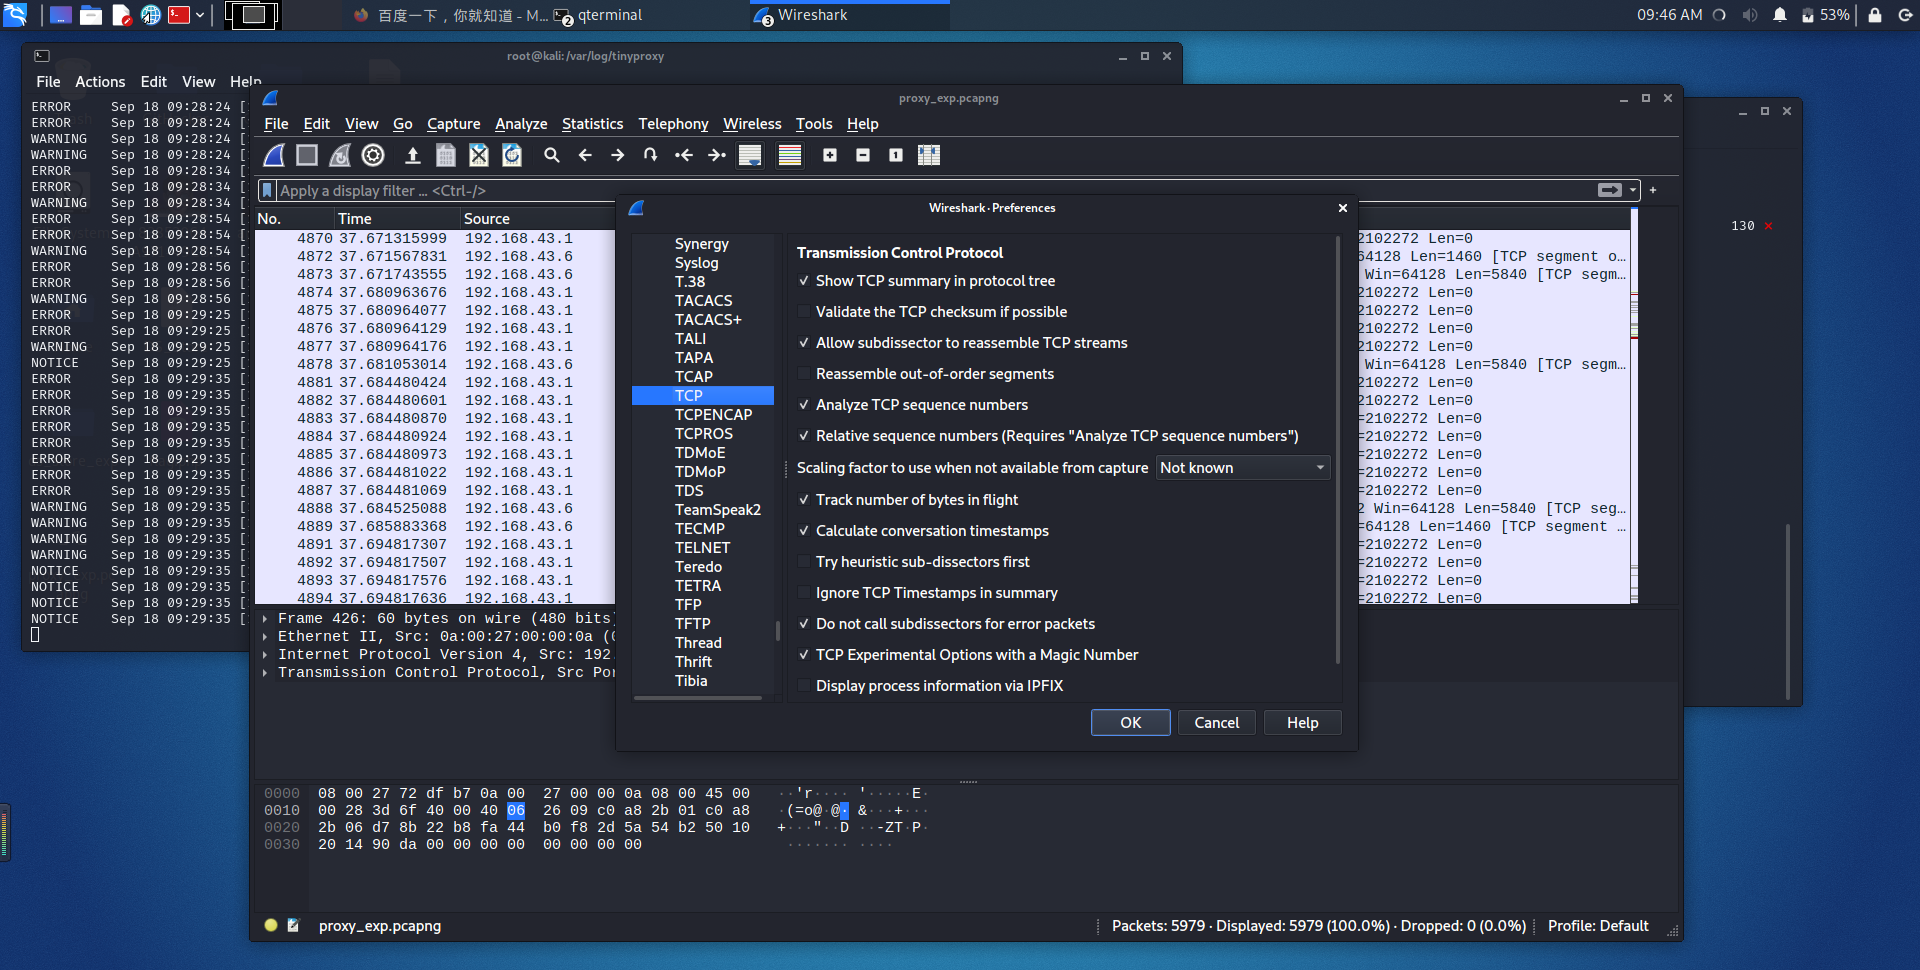 百度一下，你就知道 - M...
2 qterminal
3 Wireshark
09:46 AM
53%
root@kali: /var/log/tinyproxy
File Actions Edit View Help
ERROR Sep 18 09:28:24 [
ERROR Sep 18 09:28:24 [
WARNING Sep 18 09:28:24 [
WARNING Sep 18 09:28:24 [
ERROR Sep 18 09:28:34 [
ERROR Sep 18 09:28:34 [
WARNING Sep 18 09:28:34 [
ERROR Sep 18 09:28:54 [
ERROR Sep 18 09:28:54 [
WARNING Sep 18 09:28:54 [
ERROR Sep 18 09:28:56 [
ERROR Sep 18 09:28:56 [
WARNING Sep 18 09:28:56 [
ERROR Sep 18 09:29:25 [
ERROR Sep 18 09:29:25 [
WARNING Sep 18 09:29:25 [
NOTICE Sep 18 09:29:25 [
ERROR Sep 18 09:29:35 [
ERROR Sep 18 09:29:35 [
ERROR Sep 18 09:29:35 [
ERROR Sep 18 09:29:35 [
ERROR Sep 18 09:29:35 [
ERROR Sep 18 09:29:35 [
ERROR Sep 18 09:29:35 [
ERROR Sep 18 09:29:35 [
WARNING Sep 18 09:29:35 [
WARNING Sep 18 09:29:35 [
WARNING Sep 18 09:29:35 [
WARNING Sep 18 09:29:35 [
NOTICE Sep 18 09:29:35 [
NOTICE Sep 18 09:29:35 [
NOTICE Sep 18 09:29:35 [
NOTICE Sep 18 09:29:35 [
130
proxy_exp.pcapng
File Edit View Go Capture Analyze Statistics Telephony Wireless Tools Help
Apply a display filter ... <Ctrl-/>
No. Time Source
4870 37.671315999 192.168.43.1 2102272 Len=0
4872 37.671567831 192.168.43.6 64128 Len=1460 [TCP segment o...
4873 37.671743555 192.168.43.6 Win=64128 Len=5840 [TCP segm...
4874 37.680963676 192.168.43.1 2102272 Len=0
4875 37.680964077 192.168.43.1 =2102272 Len=0
4876 37.680964129 192.168.43.1 =2102272 Len=0
4877 37.680964176 192.168.43.1 =2102272 Len=0
4878 37.681053014 192.168.43.6 Win=64128 Len=5840 [TCP segm...
4881 37.684480424 192.168.43.1 2102272 Len=0
4882 37.684480601 192.168.43.1 2102272 Len=0
4883 37.684480870 192.168.43.1 =2102272 Len=0
4884 37.684480924 192.168.43.1 =2102272 Len=0
4885 37.684480973 192.168.43.1 =2102272 Len=0
4886 37.684481022 192.168.43.1 =2102272 Len=0
4887 37.684481069 192.168.43.1 =2102272 Len=0
4888 37.684525088 192.168.43.6 2 Win=64128 Len=5840 [TCP seg...
4889 37.685883368 192.168.43.6 =64128 Len=1460 [TCP segment ...
4891 37.694817307 192.168.43.1 =2102272 Len=0
4892 37.694817507 192.168.43.1 =2102272 Len=0
4893 37.694817576 192.168.43.1 =2102272 Len=0
4894 37.694817636 192.168.43.1 =2102272 Len=0
Frame 426: 60 bytes on wire (480 bits)
Ethernet II, Src: 0a:00:27:00:00:0a (0
Internet Protocol Version 4, Src: 192.
Transmission Control Protocol, Src Por
Wireshark · Preferences
Synergy
Syslog
T.38
TACACS
TACACS+
TALI
TAPA
TCAP
TCP
TCPENCAP
TCPROS
TDMoE
TDMoP
TDS
TeamSpeak2
TECMP
TELNET
Teredo
TETRA
TFP
TFTP
Thread
Thrift
Tibia
Transmission Control Protocol
Show TCP summary in protocol tree
Validate the TCP checksum if possible
Allow subdissector to reassemble TCP streams
Reassemble out-of-order segments
Analyze TCP sequence numbers
Relative sequence numbers (Requires "Analyze TCP sequence numbers")
Scaling factor to use when not available from capture Not known
Track number of bytes in flight
Calculate conversation timestamps
Try heuristic sub-dissectors first
Ignore TCP Timestamps in summary
Do not call subdissectors for error packets
TCP Experimental Options with a Magic Number
Display process information via IPFIX
OK Cancel Help
0000 08 00 27 72 df b7 0a 00 27 00 00 0a 08 00 45 00 ··'r···· '·····E·
0010 00 28 3d 6f 40 00 40 06 26 09 c0 a8 2b 01 c0 a8 ·(=o@·@· &···+···
0020 2b 06 d7 8b 22 b8 fa 44 b0 f8 2d 5a 54 b2 50 10 +···"··D ··-ZT·P·
0030 20 14 90 da 00 00 00 00 00 00 00 00 ······· ····
proxy_exp.pcapng
Packets: 5979 · Displayed: 5979 (100.0%) · Dropped: 0 (0.0%)
Profile: Default